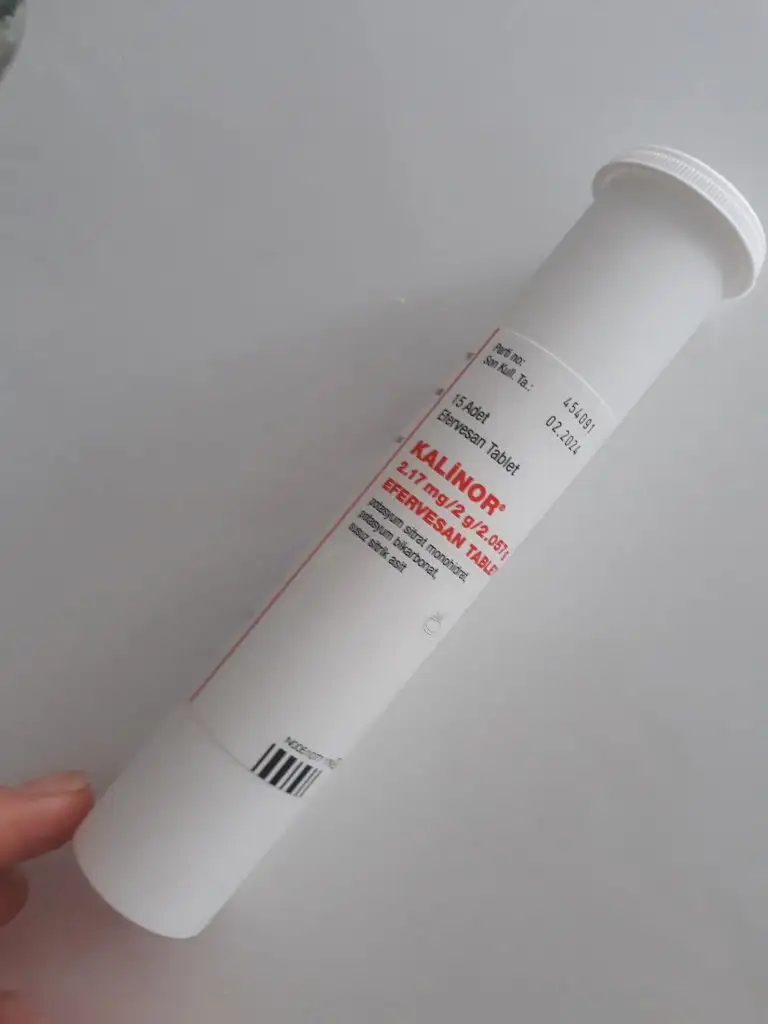 Parti no: 454091
Son Kull. Ta.: 02.2024
15 Adet
Efervesan Tablet
KALİNOR®
2.17 mg/2 g/2.057 g
EFERVESAN TABLE
potasyum sitrat monohidrat,
potasyum bikarbonat,
susuz sitrik asit